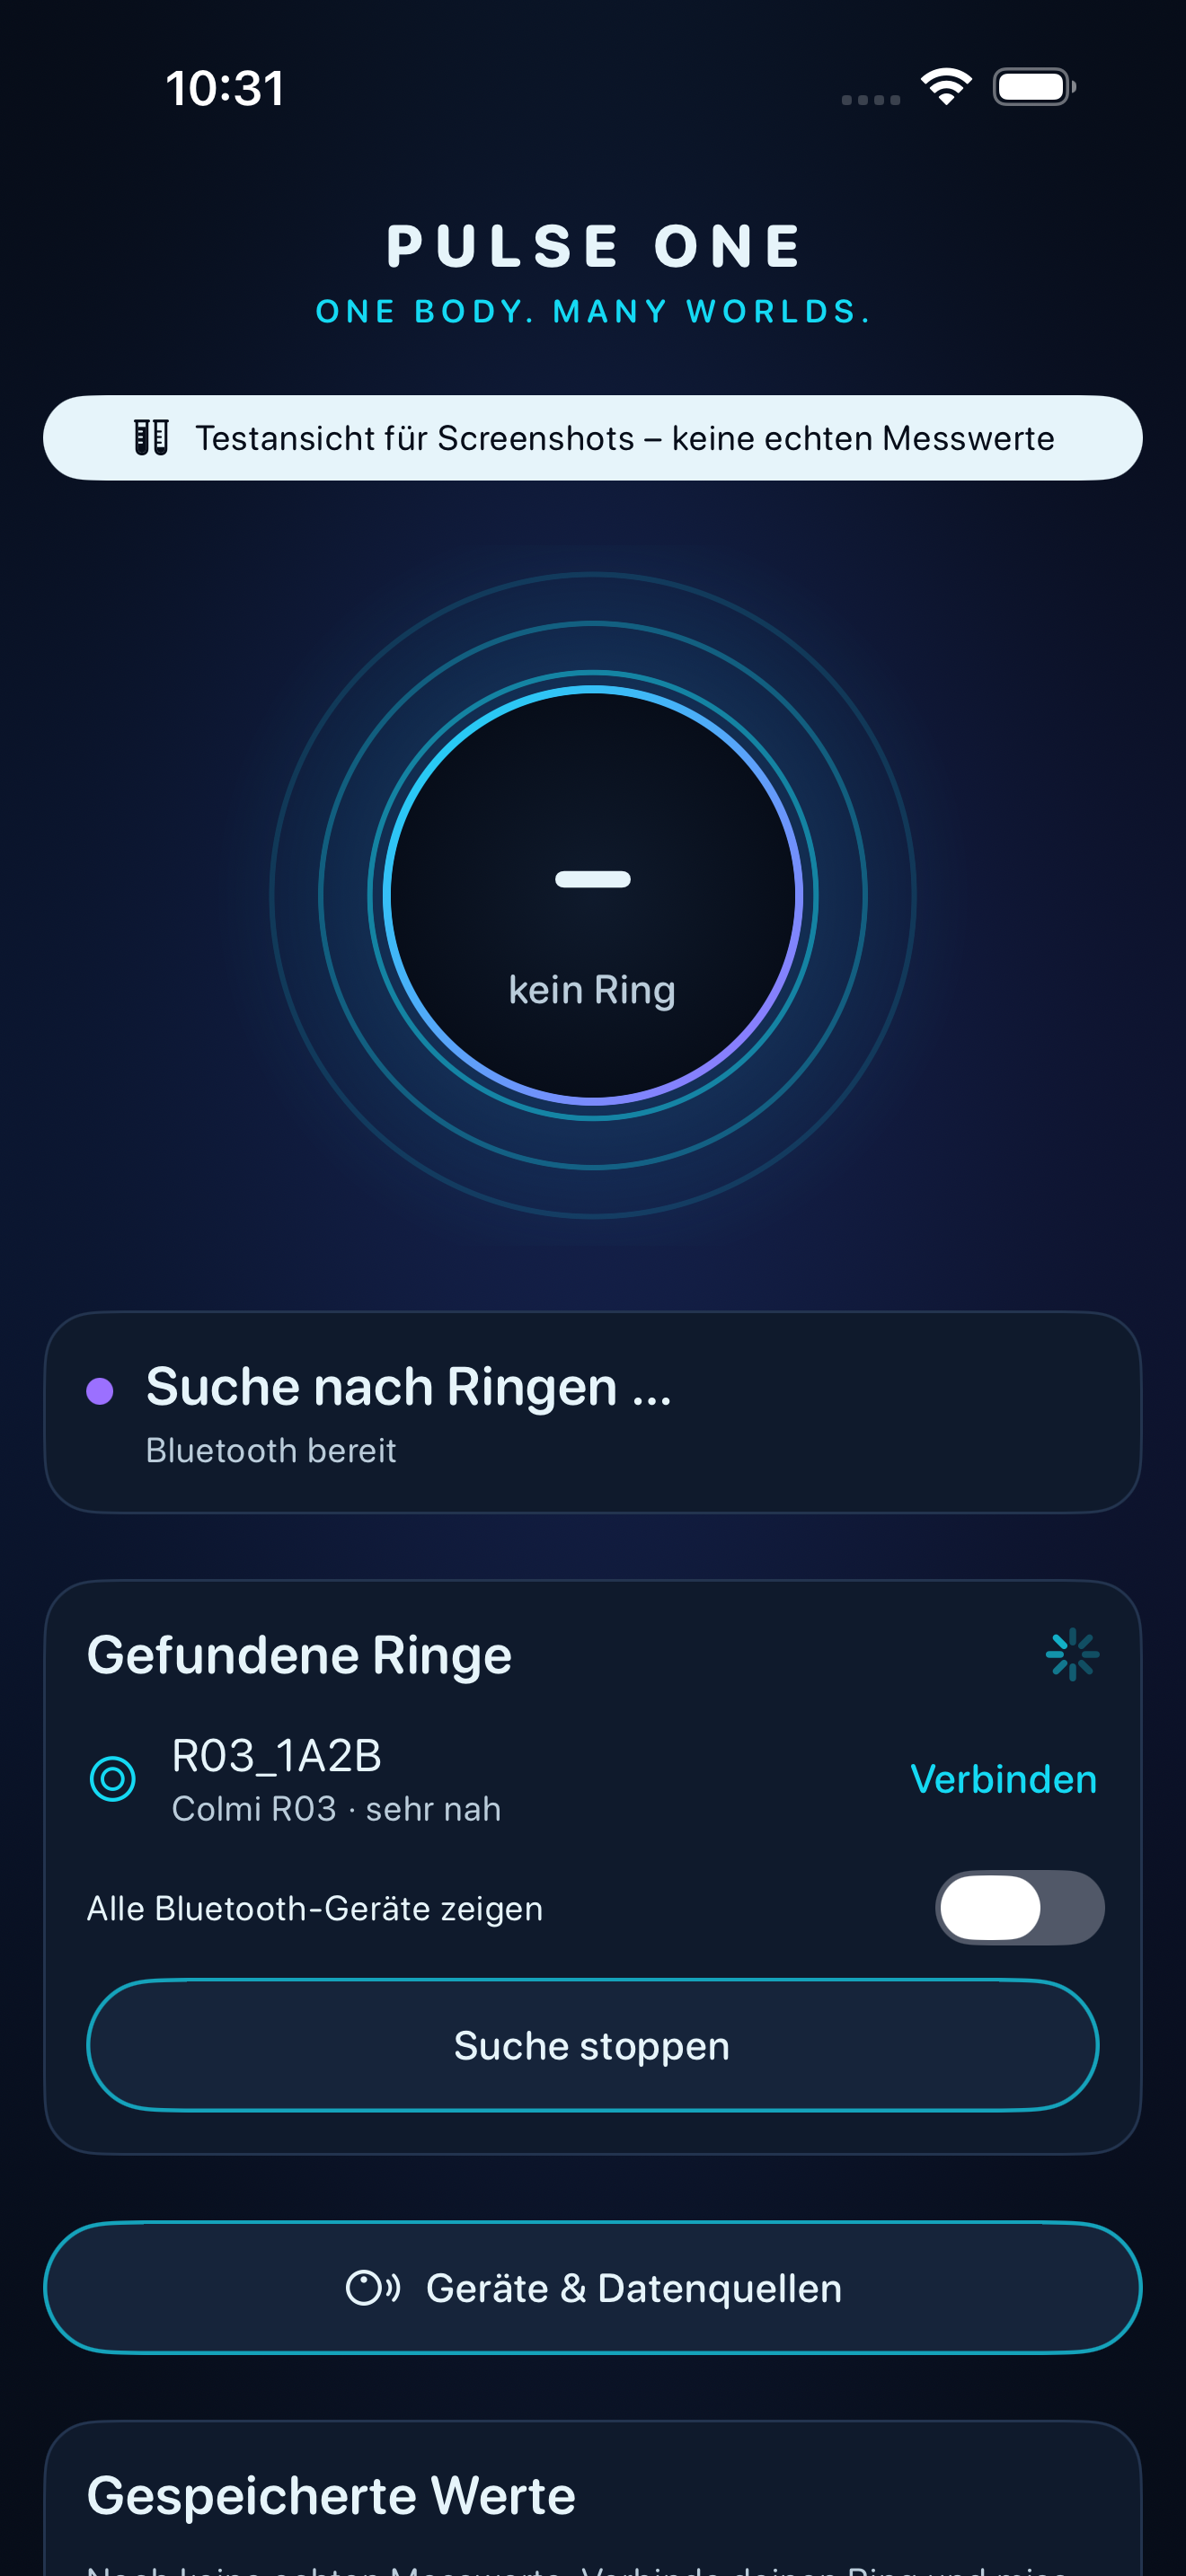 10:31
PULSE ONE
ONE BODY. MANY WORLDS.
Testansicht für Screenshots – keine echten Messwerte
–
kein Ring
Suche nach Ringen ...
Bluetooth bereit
Gefundene Ringe
R03_1A2B
Colmi R03 · sehr nah
Verbinden
Alle Bluetooth-Geräte zeigen
Suche stoppen
Geräte & Datenquellen
Gespeicherte Werte